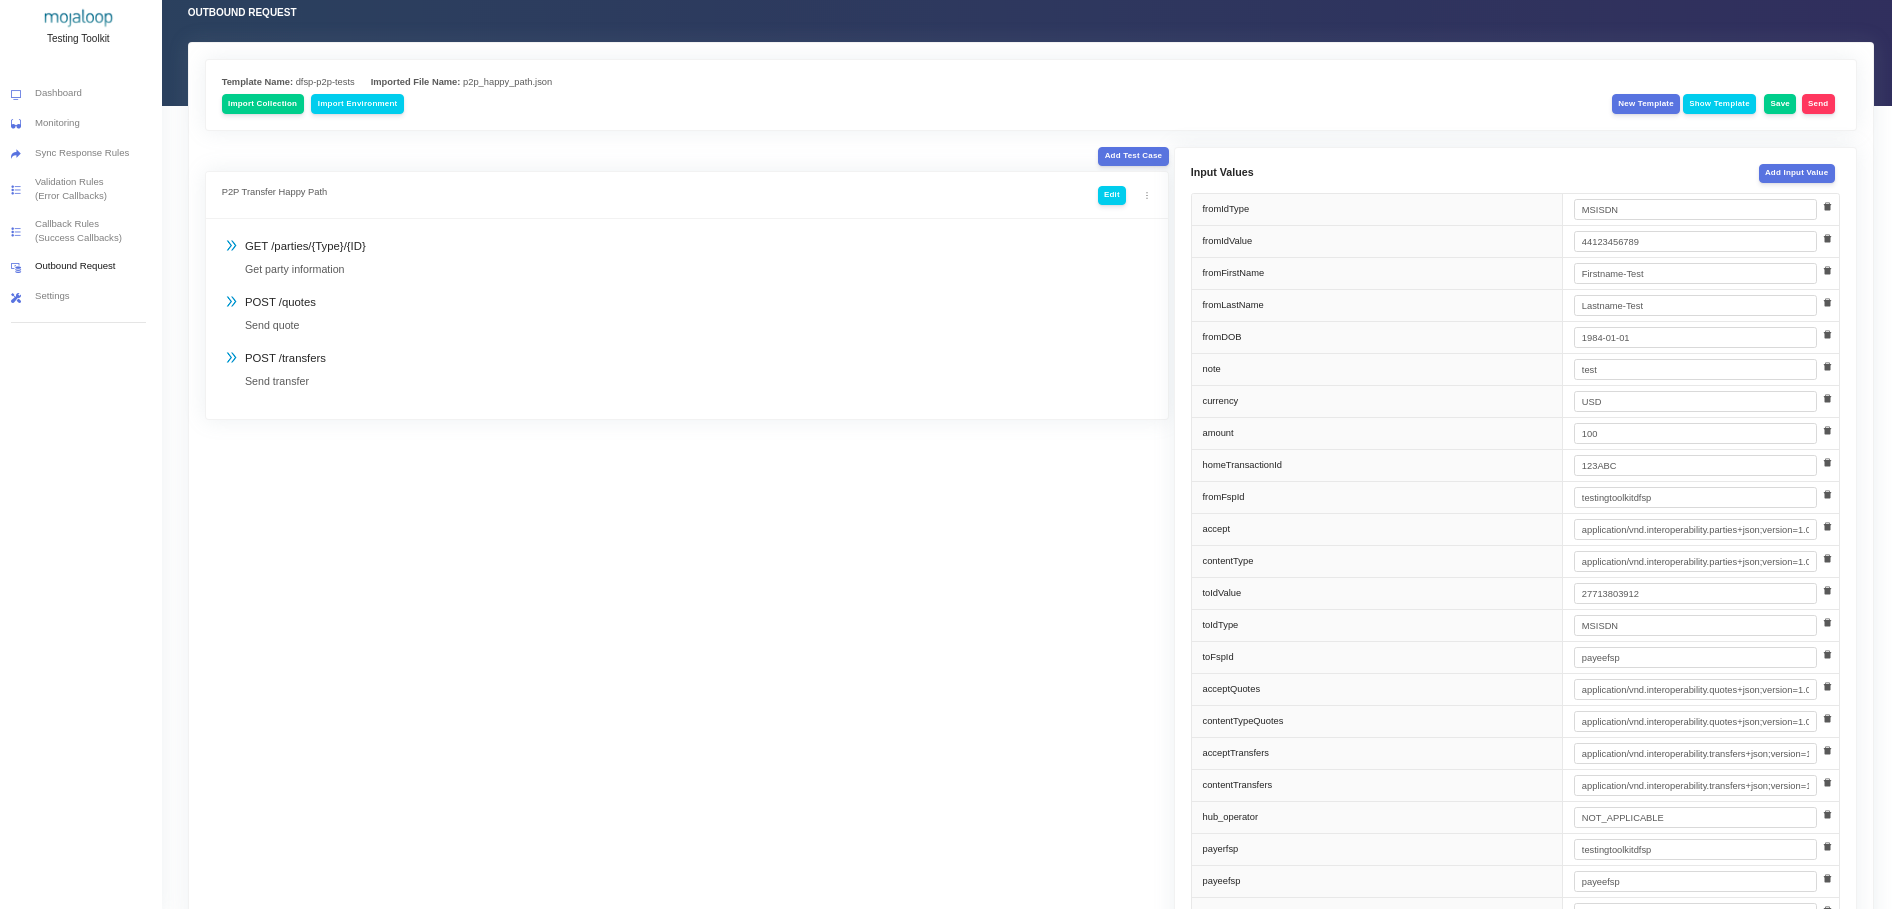 mojaloop
Testing Toolkit
Dashboard
Monitoring
Sync Response Rules
Validation Rules
(Error Callbacks)
Callback Rules
(Success Callbacks)
Outbound Request
Settings
OUTBOUND REQUEST
Template Name: dfsp-p2p-tests Imported File Name: p2p_happy_path.json
Import Collection Import Environment New Template Show Template Save Send
Add Test Case
P2P Transfer Happy Path Edit
GET /parties/{Type}/{ID}
Get party information
POST /quotes
Send quote
POST /transfers
Send transfer
Input Values Add Input Value
fromIdType MSISDN
fromIdValue 44123456789
fromFirstName Firstname-Test
fromLastName Lastname-Test
fromDOB 1984-01-01
note test
currency USD
amount 100
homeTransactionId 123ABC
fromFspId testingtoolkitdfsp
accept application/vnd.interoperability.parties+json;version=1.0
contentType application/vnd.interoperability.parties+json;version=1.0
toIdValue 27713803912
toIdType MSISDN
toFspId payeefsp
acceptQuotes application/vnd.interoperability.quotes+json;version=1.0
contentTypeQuotes application/vnd.interoperability.quotes+json;version=1.0
acceptTransfers application/vnd.interoperability.transfers+json;version=1
contentTransfers application/vnd.interoperability.transfers+json;version=1
hub_operator NOT_APPLICABLE
payerfsp testingtoolkitdfsp
payeefsp payeefsp